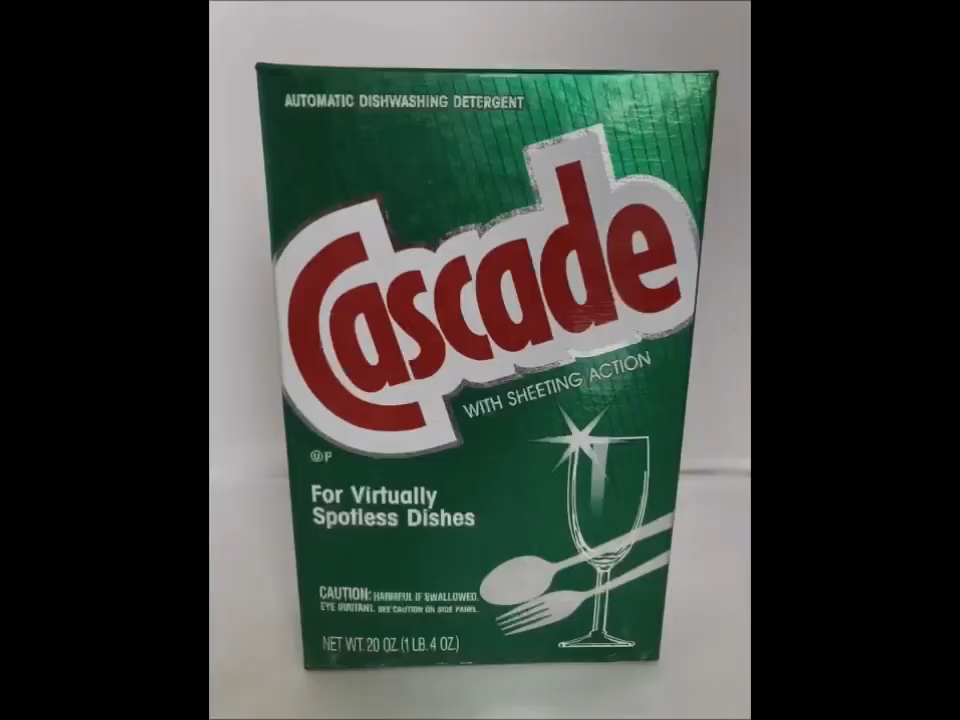 AUTOMATIC DISHWASHING DETERGENT
Cascade
WITH SHEETING ACTION
ⓊP
For Virtually
Spotless Dishes
CAUTION: HARMFUL IF SWALLOWED.
EYE IRRITANT. SEE CAUTION ON SIDE PANEL.
NET WT. 20 OZ. (1 LB. 4 OZ.)